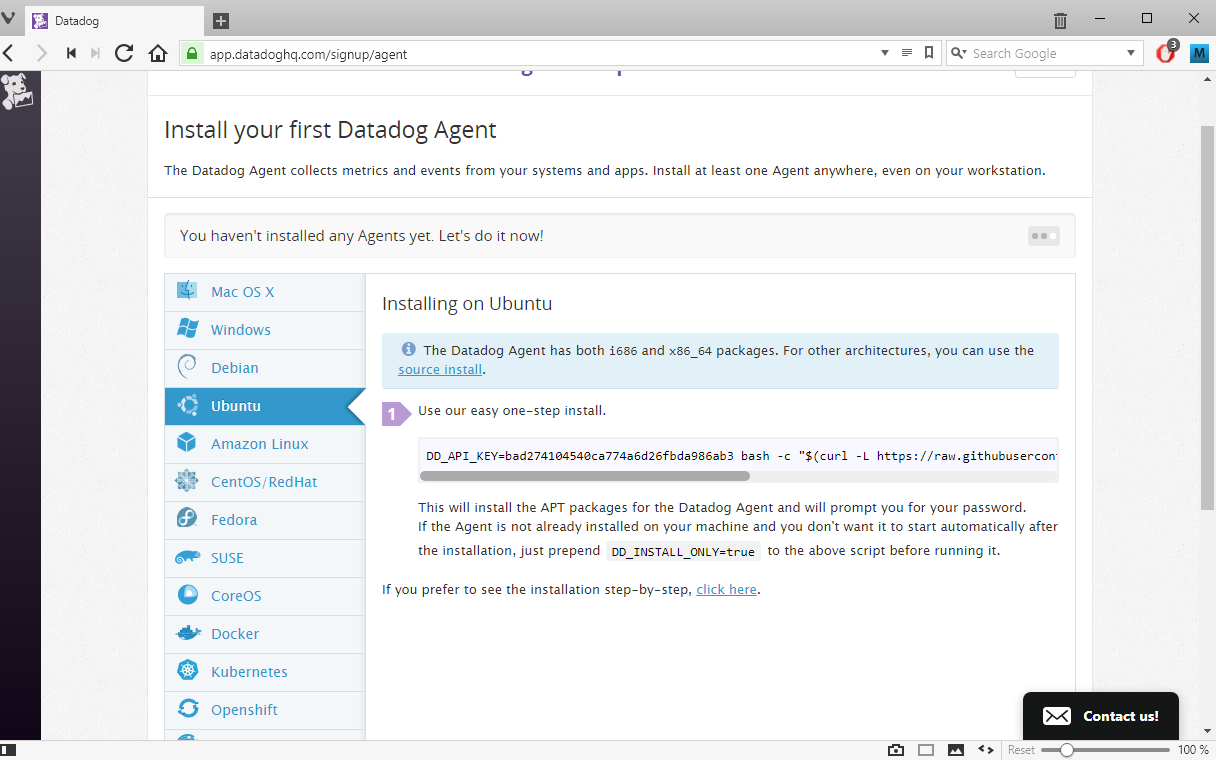 Datadog
app.datadoghq.com/signup/agent
Search Google
3
M
Install your first Datadog Agent
The Datadog Agent collects metrics and events from your systems and apps. Install at least one Agent anywhere, even on your workstation.
You haven't installed any Agents yet. Let's do it now!
Mac OS X
Windows
Debian
Ubuntu
Amazon Linux
CentOS/RedHat
Fedora
SUSE
CoreOS
Docker
Kubernetes
Openshift
Installing on Ubuntu
The Datadog Agent has both i686 and x86_64 packages. For other architectures, you can use the
source install.
1 Use our easy one-step install.
DD_API_KEY=bad274104540ca774a6d26fbda986ab3 bash -c "$(curl -L https://raw.githubusercon
This will install the APT packages for the Datadog Agent and will prompt you for your password.
If the Agent is not already installed on your machine and you don't want it to start automatically after
the installation, just prepend DD_INSTALL_ONLY=true to the above script before running it.
If you prefer to see the installation step-by-step, click here.
Contact us!
Reset 100 %